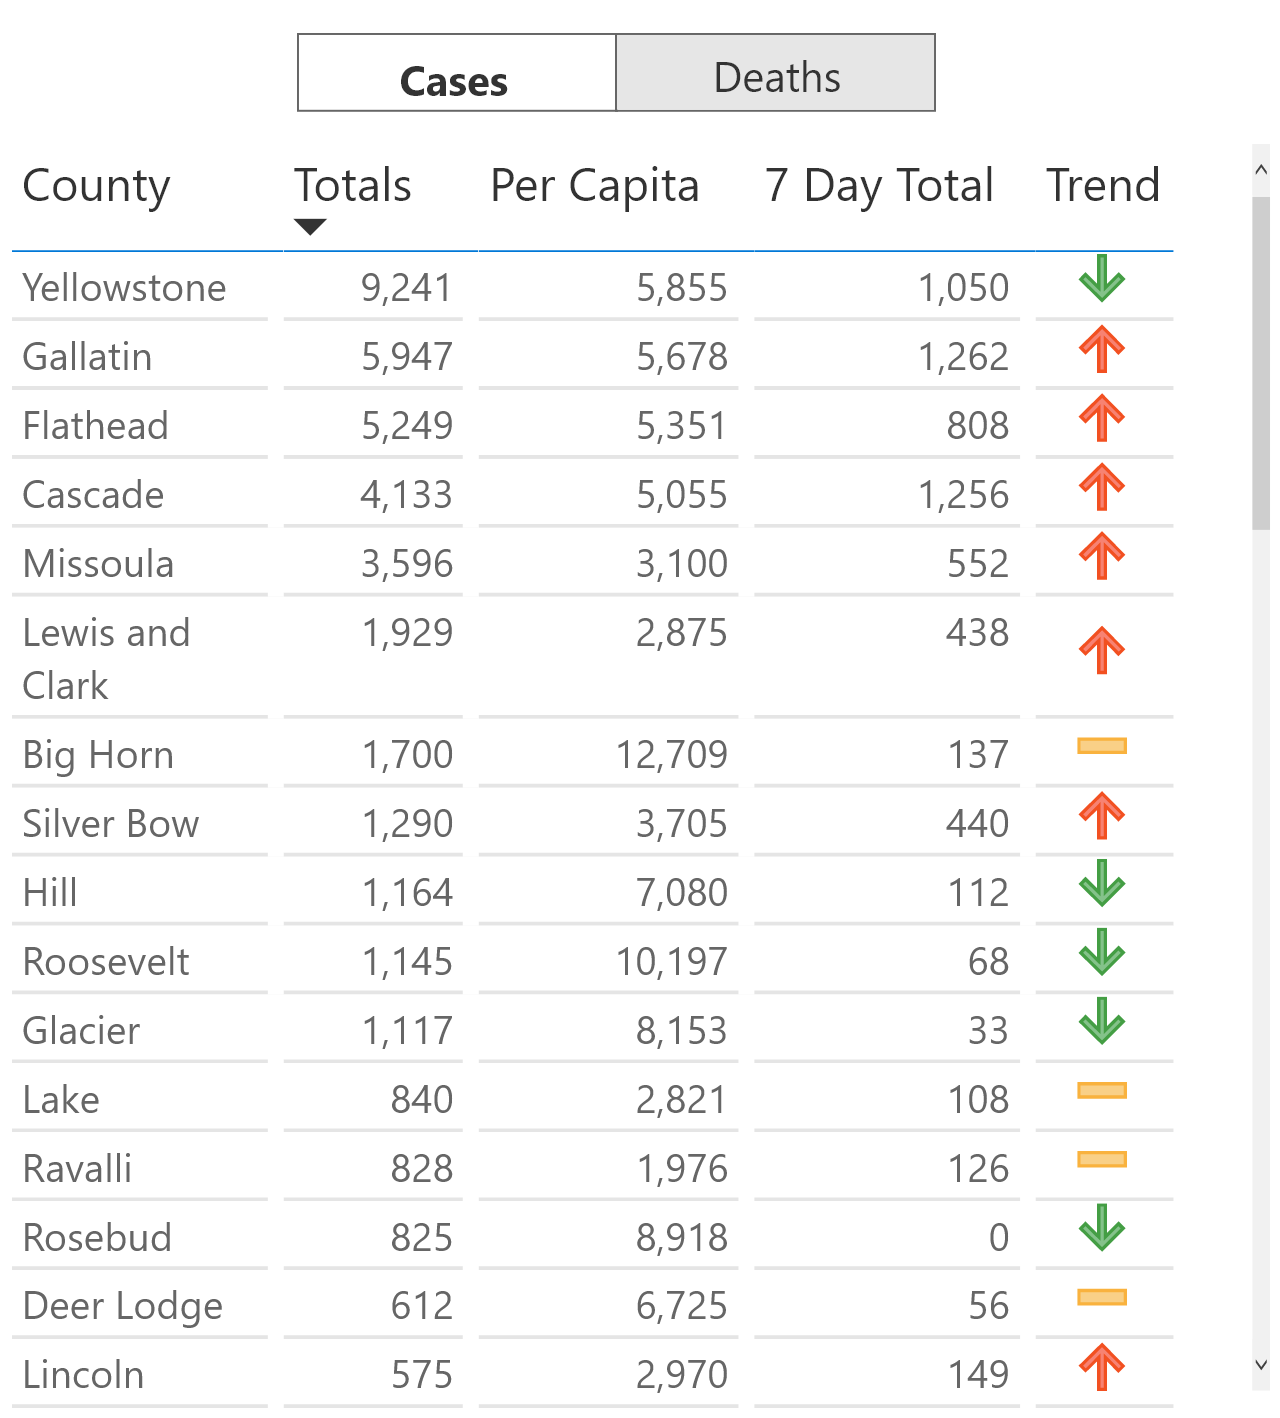 Cases Deaths
County Totals Per Capita 7 Day Total Trend
Yellowstone 9,241 5,855 1,050
Gallatin 5,947 5,678 1,262
Flathead 5,249 5,351 808
Cascade 4,133 5,055 1,256
Missoula 3,596 3,100 552
Lewis and 1,929 2,875 438
Clark
Big Horn 1,700 12,709 137
Silver Bow 1,290 3,705 440
Hill 1,164 7,080 112
Roosevelt 1,145 10,197 68
Glacier 1,117 8,153 33
Lake 840 2,821 108
Ravalli 828 1,976 126
Rosebud 825 8,918 0
Deer Lodge 612 6,725 56
Lincoln 575 2,970 149